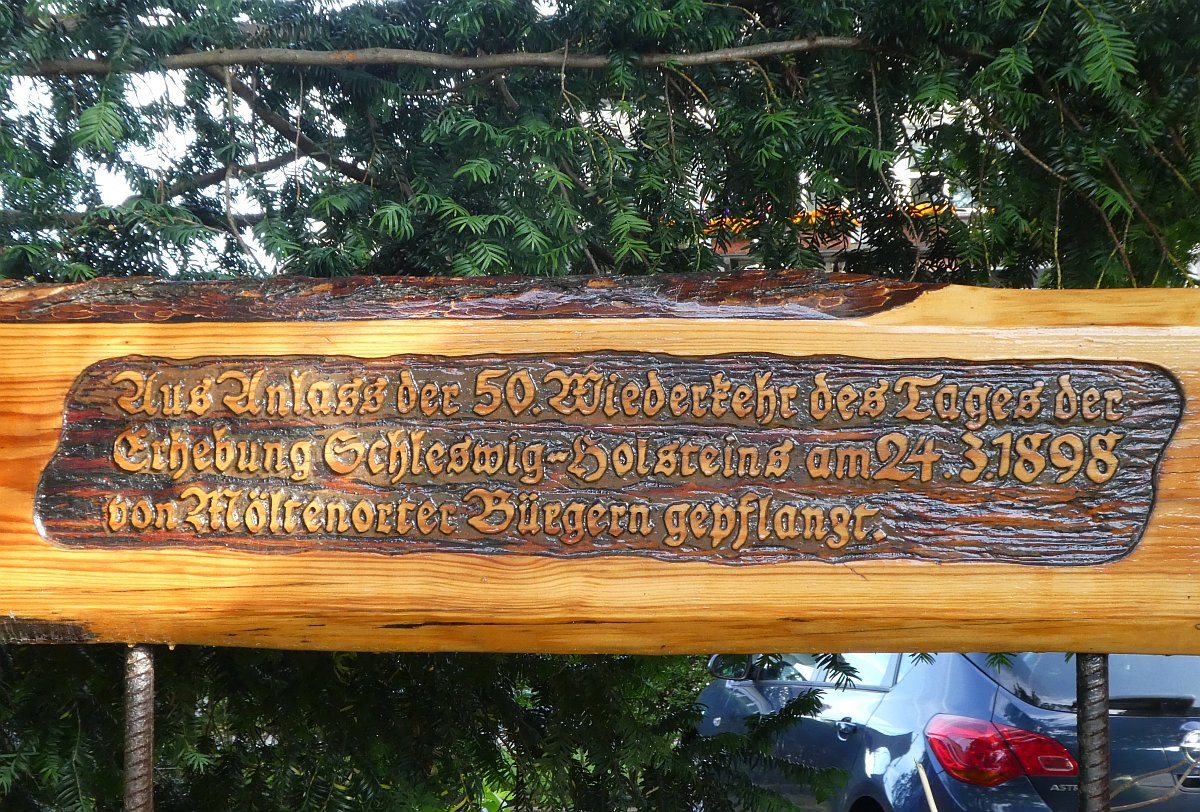 Aus Anlass der 50. Wiederkehr des Tages der
Erhebung Schleswig-Holsteins am 24.3.1898
von Möltenorter Bürgern gepflanzt.
ASTR